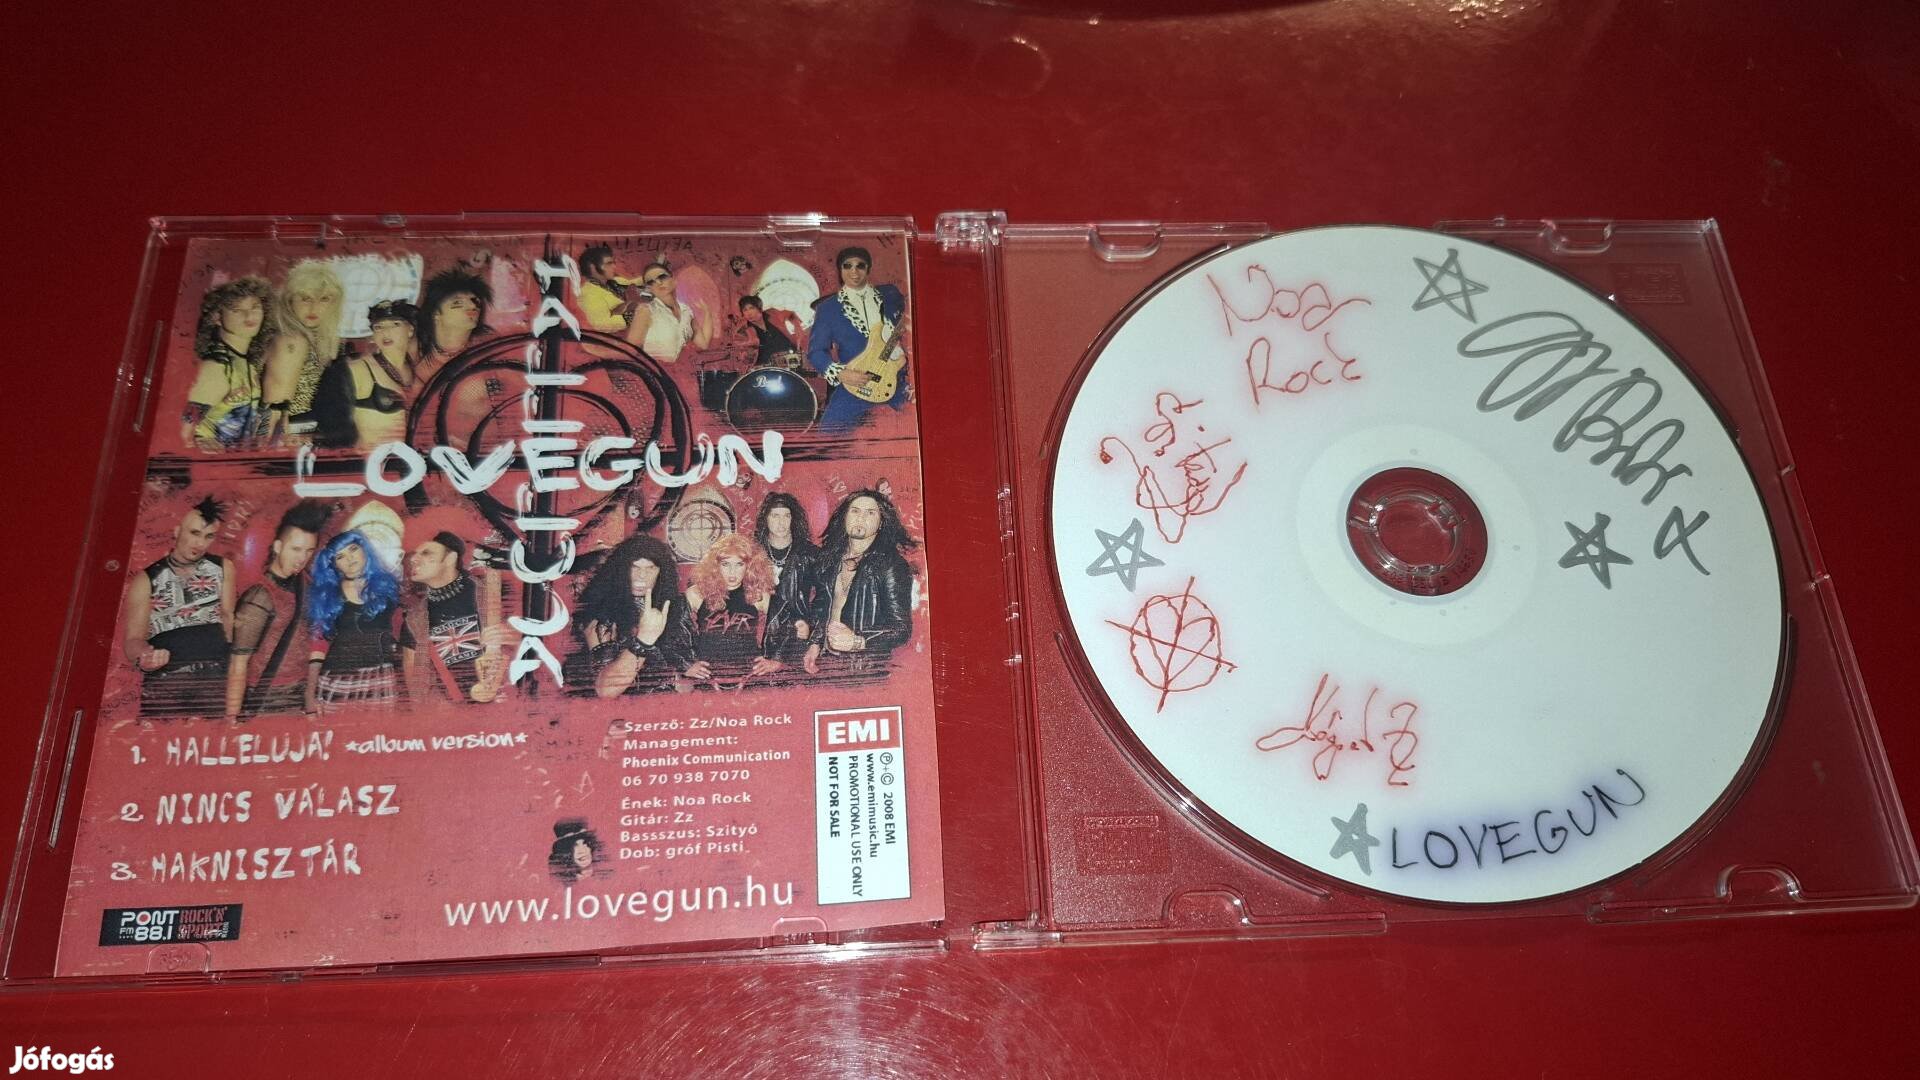 HALLELUJA
LOVEGUN
1. HALLELUJA! *album version*
2 NINCS VÁLASZ
3. HAKNISZTÁR
Szerző: Zz/Noa Rock
Management:
Phoenix Communication
06 70 938 7070
Ének: Noa Rock
Gitár: Zz
Bassszus: Szityó
Dob: gróf Pisti
www.lovegun.hu
PONT
FM 88.1
ROCK'N'
SPORT
EMI
℗+© 2008 EMI
www.emimusic.hu
PROMOTIONAL USE ONLY
NOT FOR SALE
Noa
Rock
LOVEGUN
Jófogás